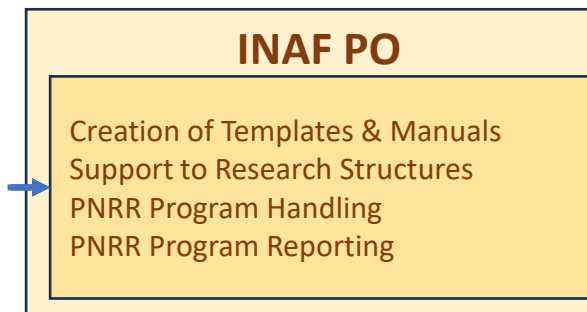 INAF PO
Creation of Templates & Manuals
Support to Research Structures
PNRR Program Handling
PNRR Program Reporting